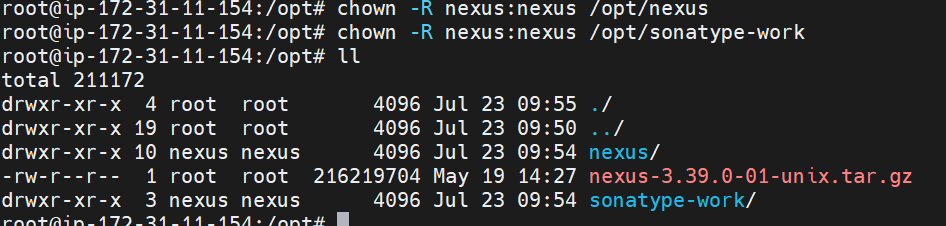 root@ip-172-31-11-154:/opt# chown -R nexus:nexus /opt/nexus
root@ip-172-31-11-154:/opt# chown -R nexus:nexus /opt/sonatype-work
root@ip-172-31-11-154:/opt# ll
total 211172
drwxr-xr-x  4 root  root       4096 Jul 23 09:55 ./
drwxr-xr-x 19 root  root       4096 Jul 23 09:50 ../
drwxr-xr-x 10 nexus nexus      4096 Jul 23 09:54 nexus/
-rw-r--r--  1 root  root  216219704 May 19 14:27 nexus-3.39.0-01-unix.tar.gz
drwxr-xr-x  3 nexus nexus      4096 Jul 23 09:54 sonatype-work/
root@ip-172-31-11-154:/opt#